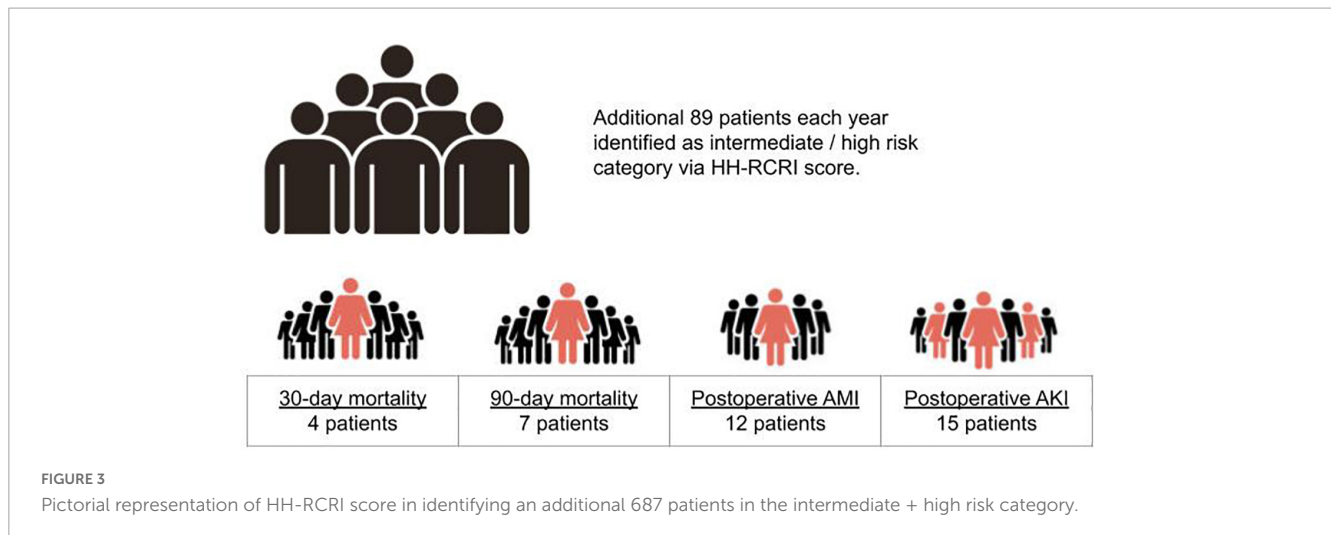 Additional 89 patients each year
identified as intermediate / high risk
category via HH-RCRI score.
30-day mortality
4 patients
90-day mortality
7 patients
Postoperative AMI
12 patients
Postoperative AKI
15 patients
FIGURE 3
Pictorial representation of HH-RCRI score in identifying an additional 687 patients in the intermediate + high risk category.